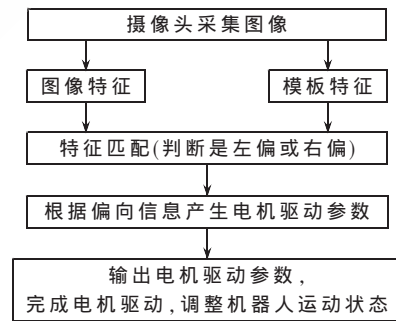 摄像头采集图像
图像特征
模板特征
特征匹配(判断是左偏或右偏)
根据偏向信息产生电机驱动参数
输出电机驱动参数,
完成电机驱动,调整机器人运动状态